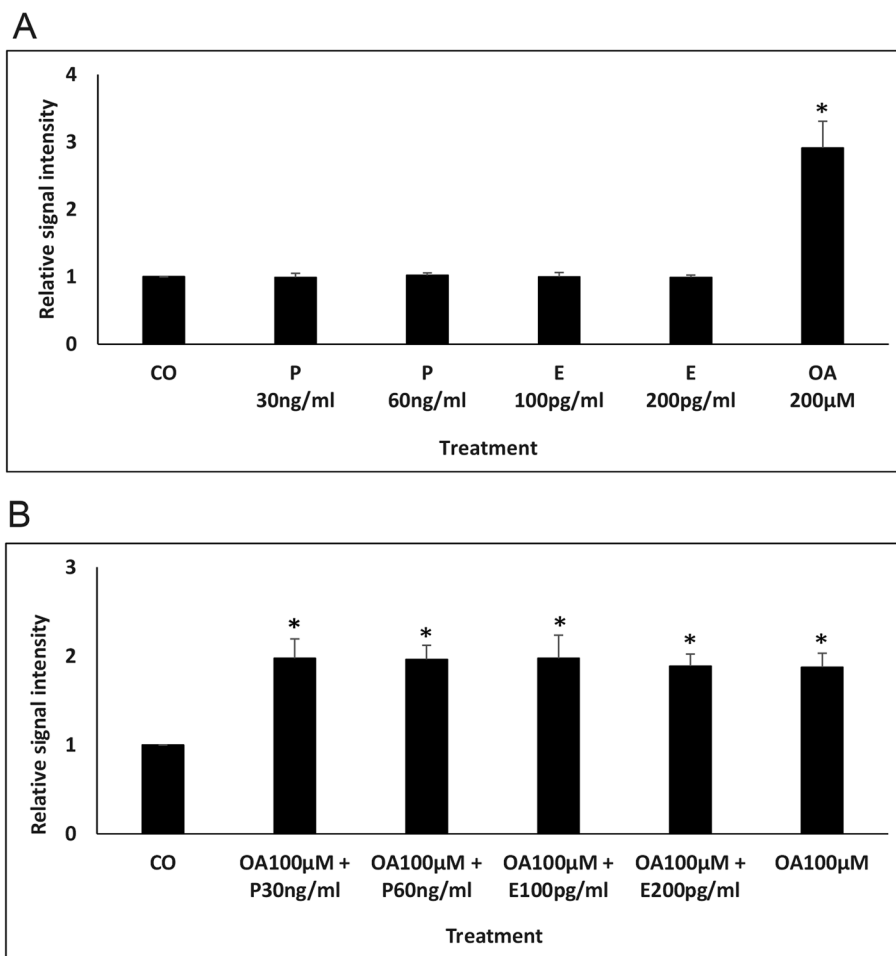 A
Relative signal intensity
4
3
2
1
0
*
CO
P
30ng/ml
P
60ng/ml
E
100pg/ml
E
200pg/ml
OA
200µM
Treatment
B
Relative signal intensity
3
2
1
0
*
*
*
*
*
CO
OA100µM +
P30ng/ml
OA100µM +
P60ng/ml
OA100µM +
E100pg/ml
OA100µM +
E200pg/ml
OA100µM
Treatment